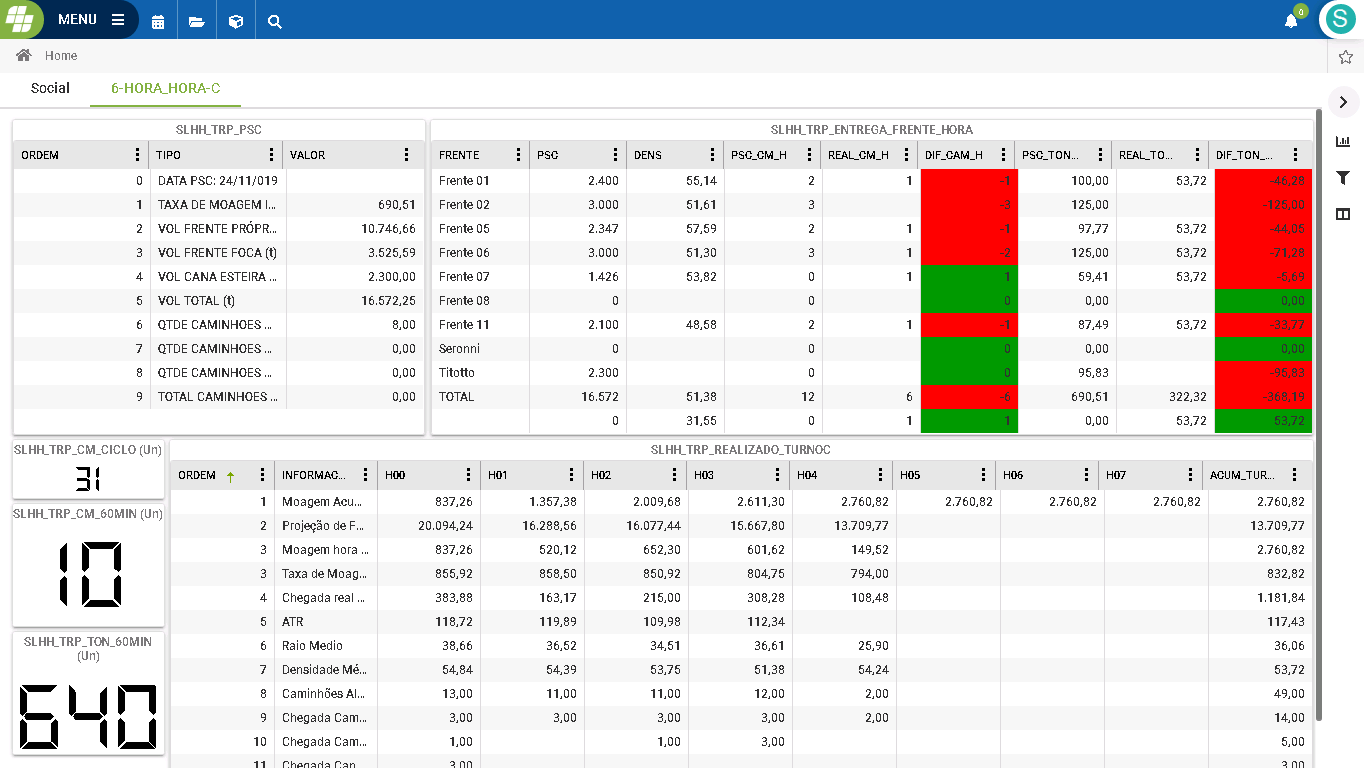 MENU
0
S
Home
Social 6-HORA_HORA-C
SLHH_TRP_PSC
ORDEM TIPO VALOR
0 DATA PSC: 24/11/019
1 TAXA DE MOAGEM I... 690,51
2 VOL FRENTE PRÓPR... 10.746,66
3 VOL FRENTE FOCA (t) 3.525,59
4 VOL CANA ESTEIRA ... 2.300,00
5 VOL TOTAL (t) 16.572,25
6 QTDE CAMINHOES ... 8,00
7 QTDE CAMINHOES ... 0,00
8 QTDE CAMINHOES ... 0,00
9 TOTAL CAMINHOES ... 0,00
SLHH_TRP_ENTREGA_FRENTE_HORA
FRENTE PSC DENS PSC_CM_H REAL_CM_H DIF_CAM_H PSC_TON... REAL_TO... DIF_TON_...
Frente 01 2.400 55,14 2 1 -1 100,00 53,72 -46,28
Frente 02 3.000 51,61 3 -3 125,00 -125,00
Frente 05 2.347 57,59 2 1 -1 97,77 53,72 -44,05
Frente 06 3.000 51,30 3 1 -2 125,00 53,72 -71,28
Frente 07 1.426 53,82 0 1 1 59,41 53,72 -5,69
Frente 08 0 0 0 0,00 0,00
Frente 11 2.100 48,58 2 1 -1 87,49 53,72 -33,77
Seronni 0 0 0 0,00 0,00
Titotto 2.300 0 0 95,83 -95,83
TOTAL 16.572 51,38 12 6 -6 690,51 322,32 -368,19
0 31,55 0 1 1 0,00 53,72 53,72
SLHH_TRP_CM_CICLO (Un)
31
SLHH_TRP_CM_60MIN (Un)
10
SLHH_TRP_TON_60MIN
(Un)
640
SLHH_TRP_REALIZADO_TURNOC
ORDEM INFORMAC... H00 H01 H02 H03 H04 H05 H06 H07 ACUM_TUR...
1 Moagem Acu... 837,26 1.357,38 2.009,68 2.611,30 2.760,82 2.760,82 2.760,82 2.760,82 2.760,82
2 Projeção de F... 20.094,24 16.288,56 16.077,44 15.667,80 13.709,77 13.709,77
3 Moagem hora ... 837,26 520,12 652,30 601,62 149,52 2.760,82
3 Taxa de Moag... 855,92 858,50 850,92 804,75 794,00 832,82
4 Chegada real ... 383,88 163,17 215,00 308,28 108,48 1.181,84
5 ATR 118,72 119,89 109,98 112,34 117,43
6 Raio Medio 38,66 36,52 34,51 36,61 25,90 36,06
7 Densidade Mé... 54,84 54,39 53,75 51,38 54,24 53,72
8 Caminhões Al... 13,00 11,00 11,00 12,00 2,00 49,00
9 Chegada Cam... 3,00 3,00 3,00 3,00 2,00 14,00
10 Chegada Cam... 1,00 1,00 3,00 5,00
11 Chegada Can... 3,00 3,00